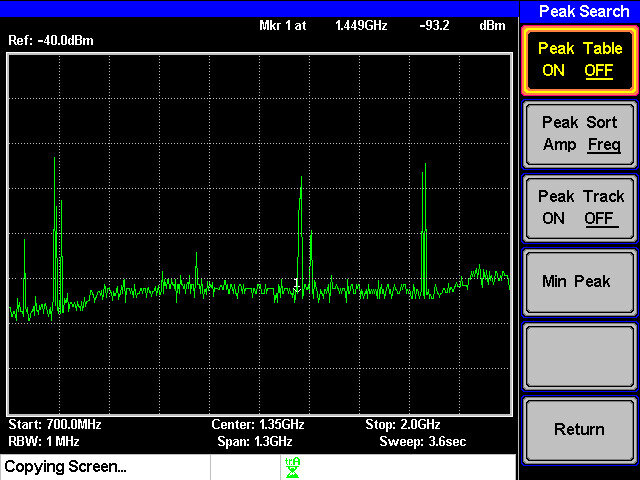 Peak Search
Mkr 1 at 1.449GHz -93.2 dBm
Ref: -40.0dBm
Peak Table
ON OFF
Peak Sort
Amp Freq
Peak Track
ON OFF
Min Peak
Return
Start: 700.0MHz Center: 1.35GHz Stop: 2.0GHz
RBW: 1 MHz Span: 1.3GHz Sweep: 3.6sec
Copying Screen...
trA
1